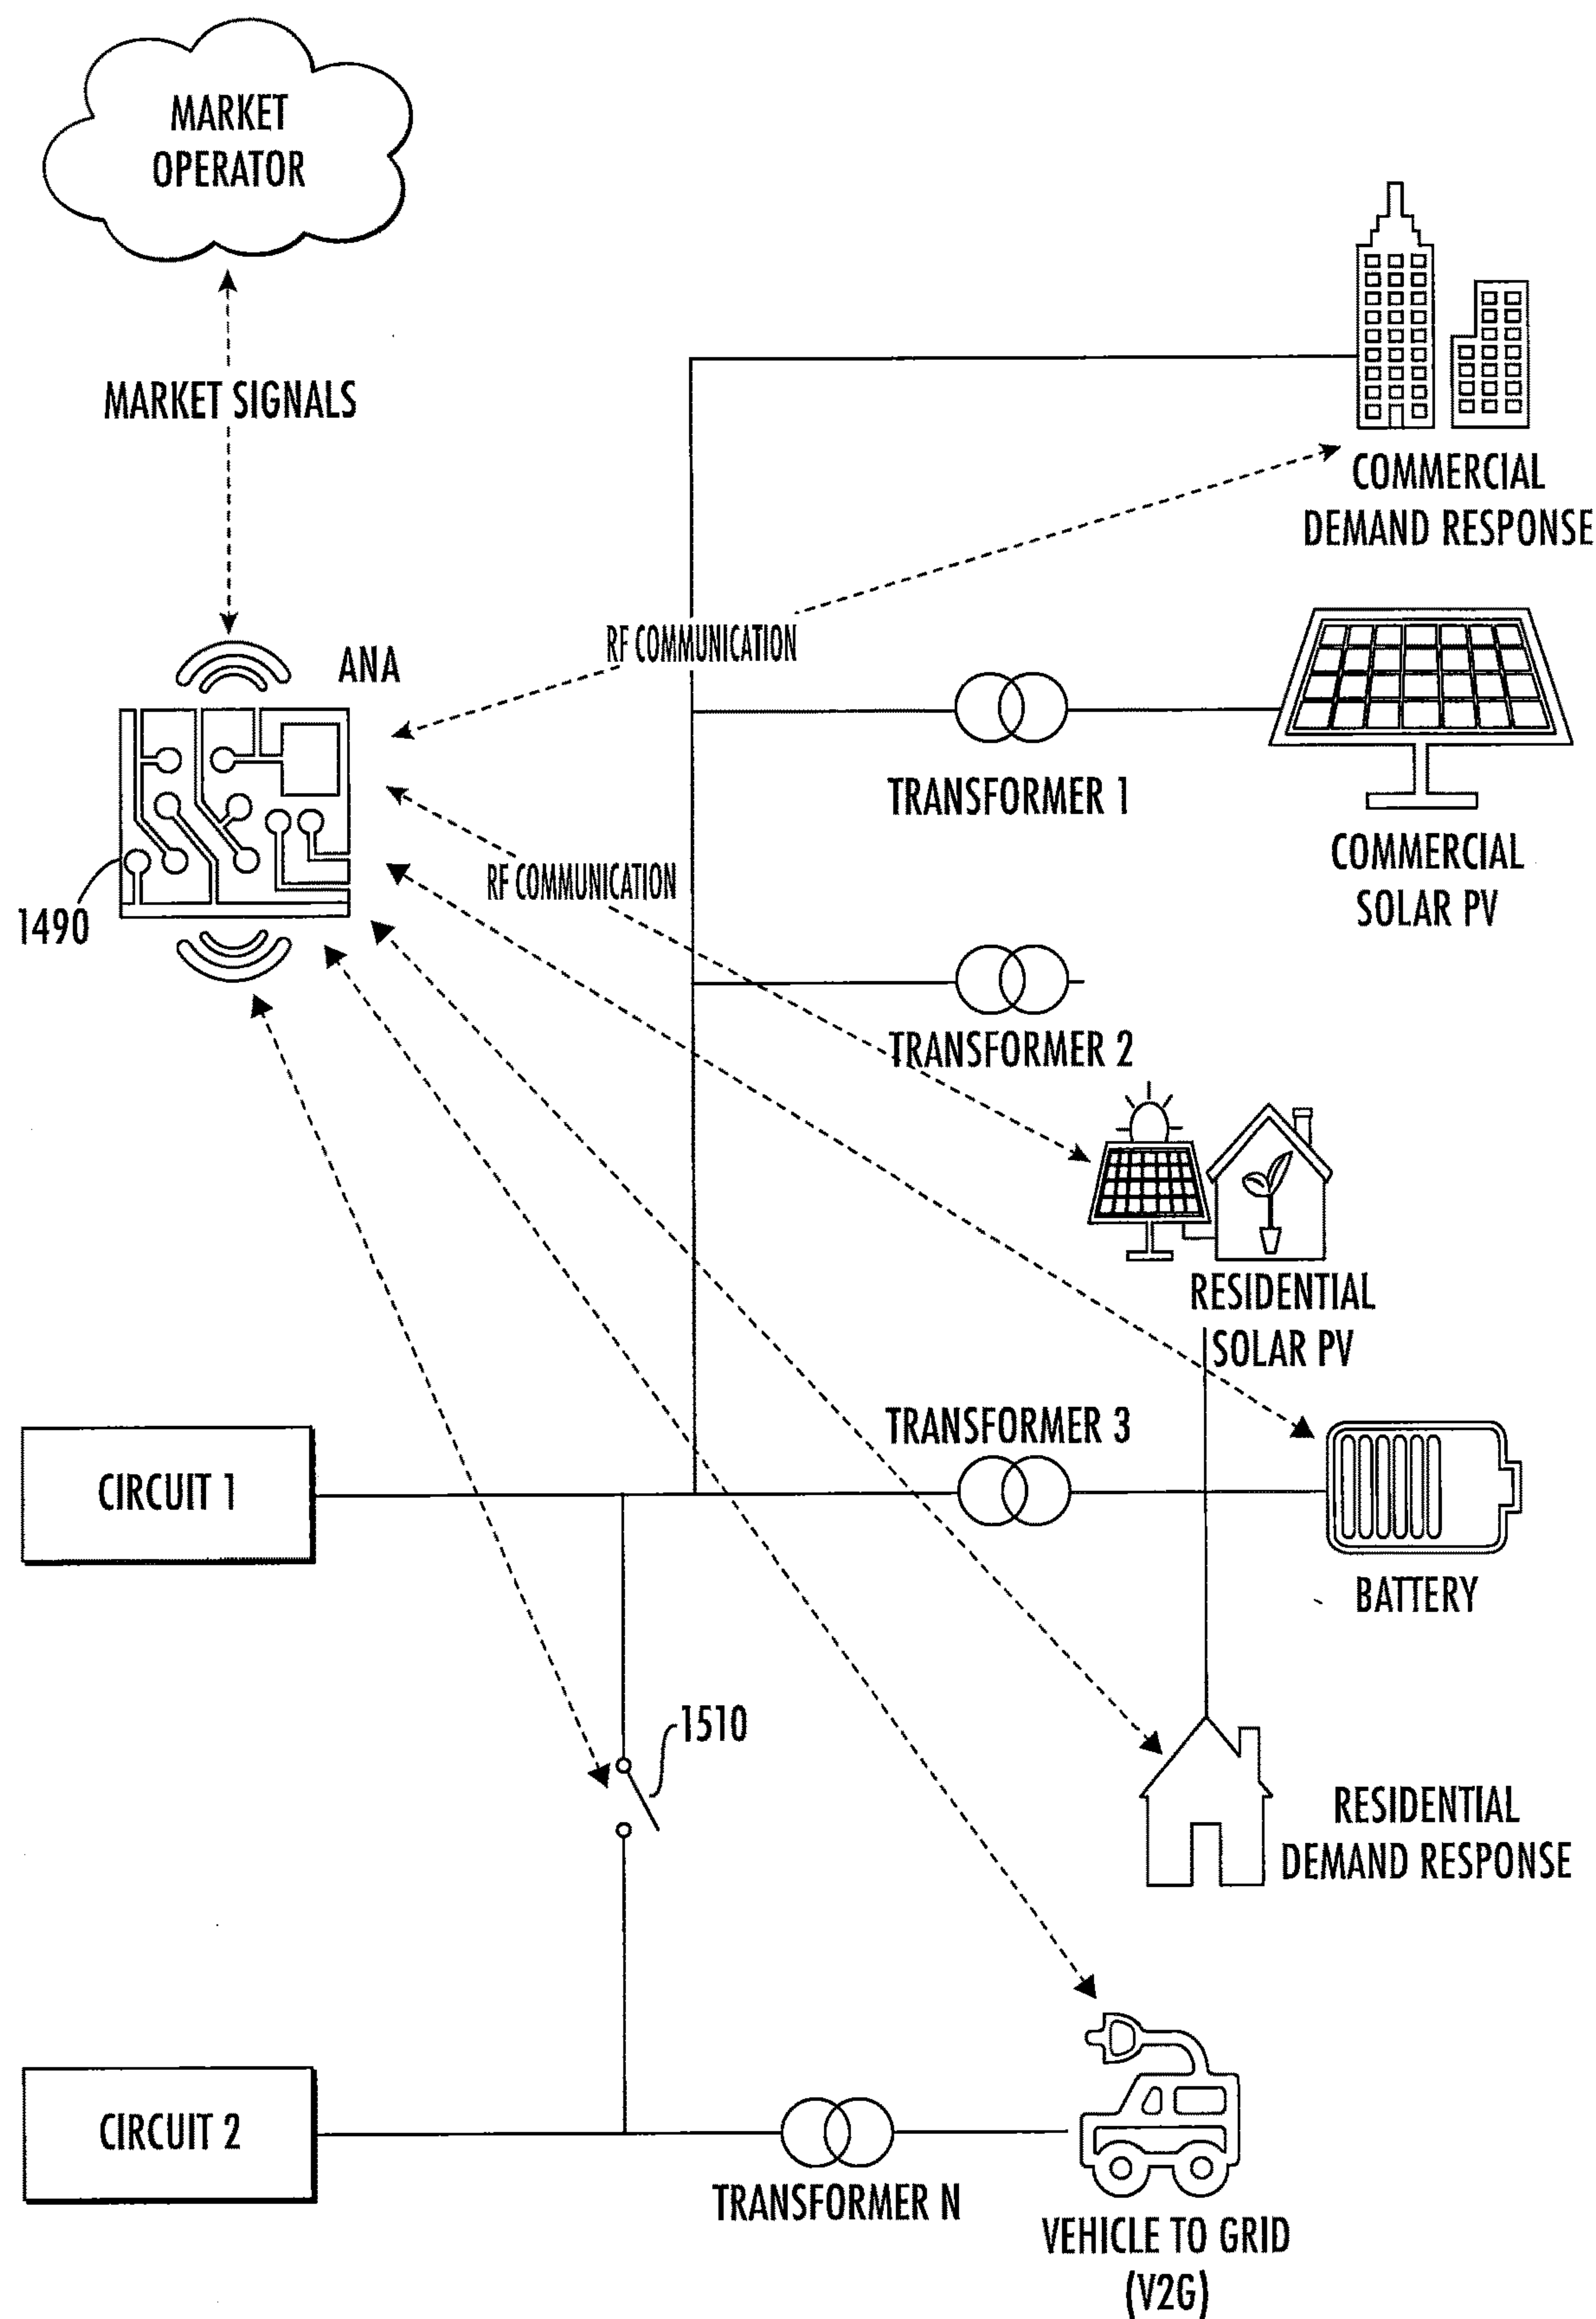 MARKET
OPERATOR
MARKET SIGNALS
COMMERCIAL
DEMAND RESPONSE
ANA
RF COMMUNICATION
TRANSFORMER 1
COMMERCIAL
SOLAR PV
RF COMMUNICATION
1490
TRANSFORMER 2
RESIDENTIAL
SOLAR PV
TRANSFORMER 3
CIRCUIT 1
BATTERY
1510
RESIDENTIAL
DEMAND RESPONSE
CIRCUIT 2
TRANSFORMER N
VEHICLE TO GRID
(V2G)